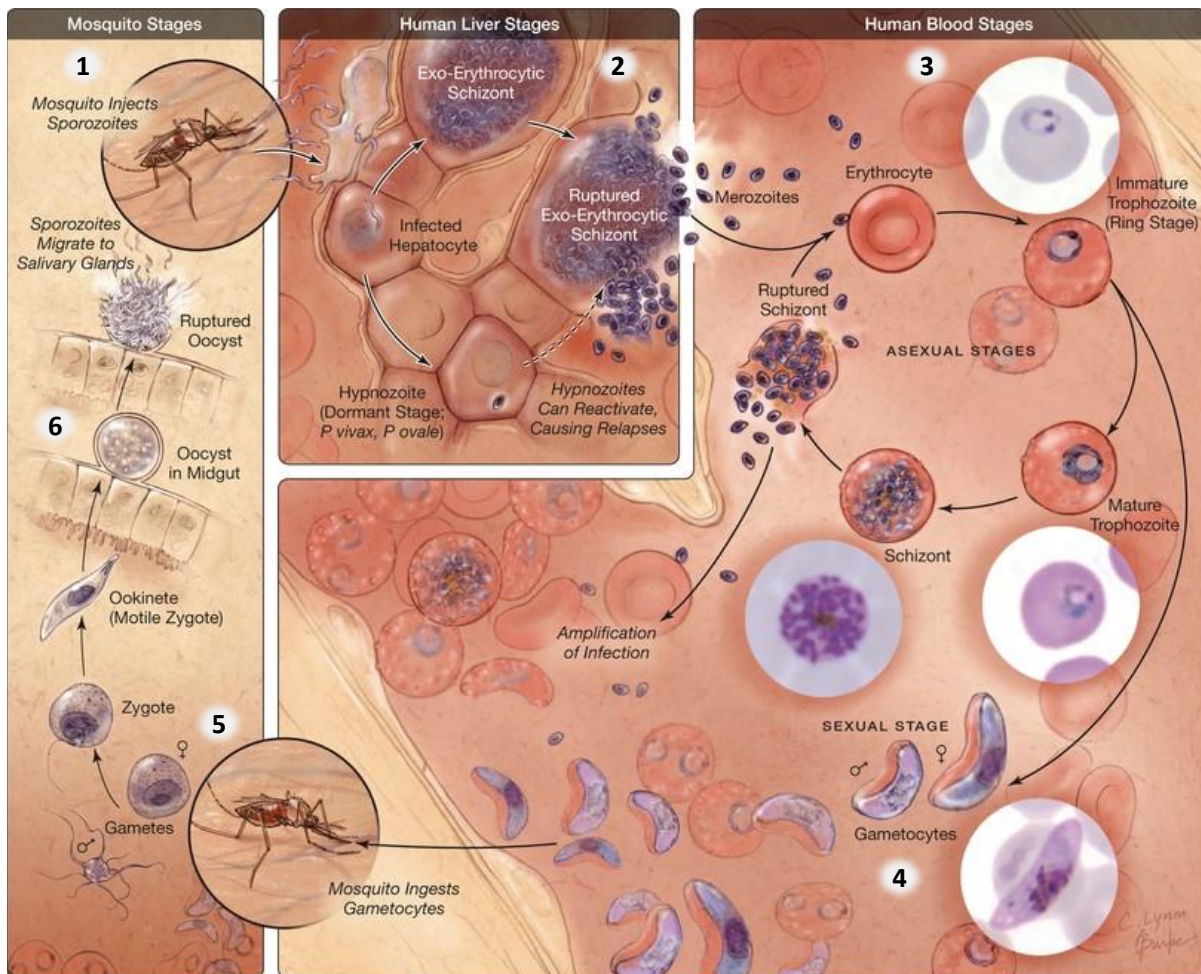 Mosquito Stages
1
Mosquito Injects
Sporozoites
Sporozoites
Migrate to
Salivary Glands
Ruptured
Oocyst
6
Oocyst
in Midgut
Ookinete
(Motile Zygote)
Zygote
5
♀
Gametes
♂
Mosquito Ingests
Gametocytes
Human Liver Stages
2
Exo-Erythrocytic
Schizont
Infected
Hepatocyte
Ruptured
Exo-Erythrocytic
Schizont
Hypnozoite
(Dormant Stage;
P vivax, P ovale)
Hypnozoites
Can Reactivate,
Causing Relapses
Human Blood Stages
3
Merozoites
Erythrocyte
Immature
Trophozoite
(Ring Stage)
Ruptured
Schizont
ASEXUAL STAGES
Mature
Trophozoite
Schizont
Amplification
of Infection
SEXUAL STAGE
♂
♀
Gametocytes
4
C. Lynm
Burke